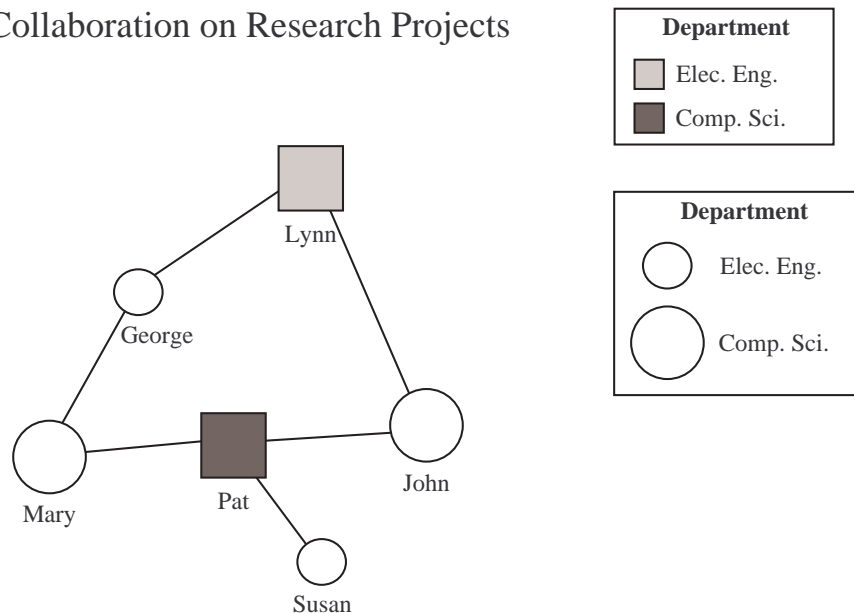 Collaboration on Research Projects
Department
Elec. Eng.
Comp. Sci.
Department
Elec. Eng.
Comp. Sci.
Lynn
George
Mary
Pat
John
Susan